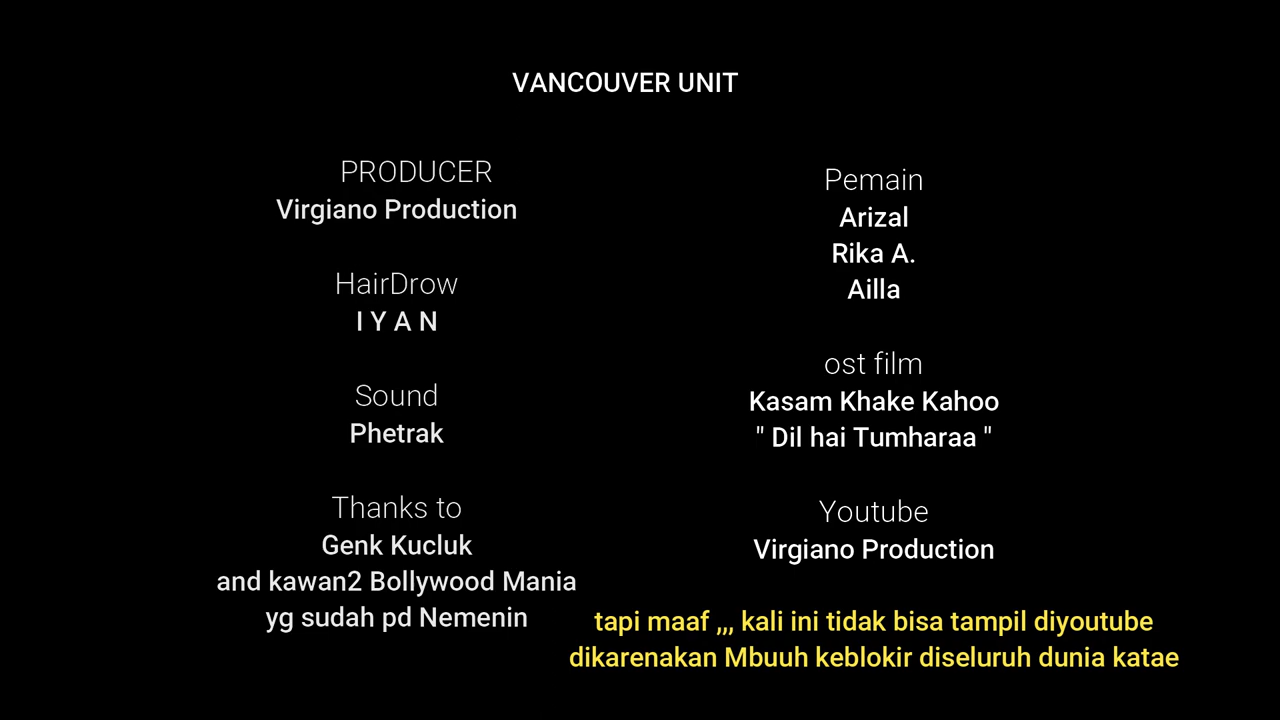 VANCOUVER UNIT
PRODUCER
Virgiano Production
HairDrow
I Y A N
Sound
Phetrak
Thanks to
Genk Kucluk
and kawan2 Bollywood Mania
yg sudah pd Nemenin
Pemain
Arizal
Rika A.
Ailla
ost film
Kasam Khake Kahoo
" Dil hai Tumharaa "
Youtube
Virgiano Production
tapi maaf ,,, kali ini tidak bisa tampil diyoutube
dikarenakan Mbuuh keblokir diseluruh dunia katae